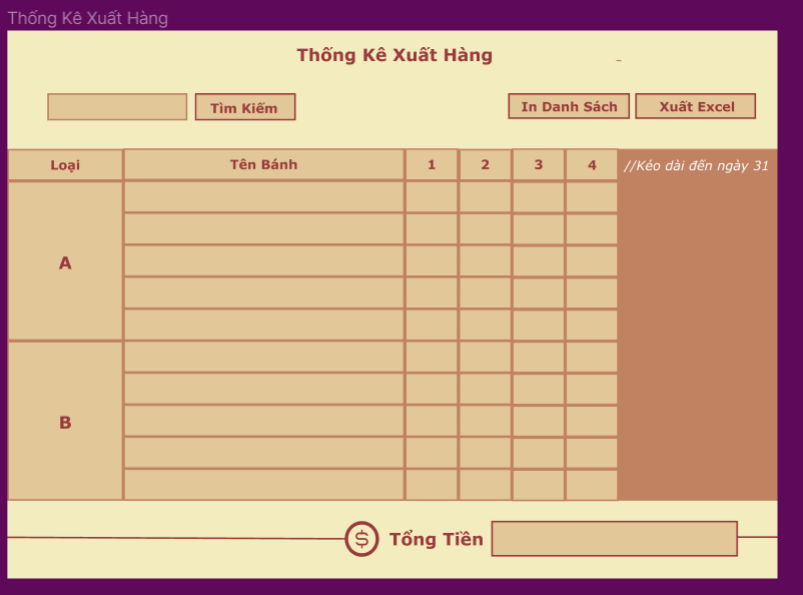 Thống Kê Xuất Hàng
Thống Kê Xuất Hàng
Tìm Kiếm
In Danh Sách
Xuất Excel
Loại Tên Bánh 1 2 3 4 //Kéo dài đến ngày 31
A
B
$ Tổng Tiền